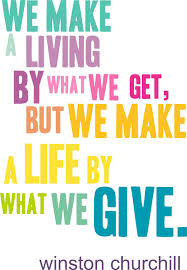 WE MAKE
A LIVING
BY WHAT WE GET,
BUT WE MAKE
A LIFE BY
WHAT WE GIVE.
winston churchill